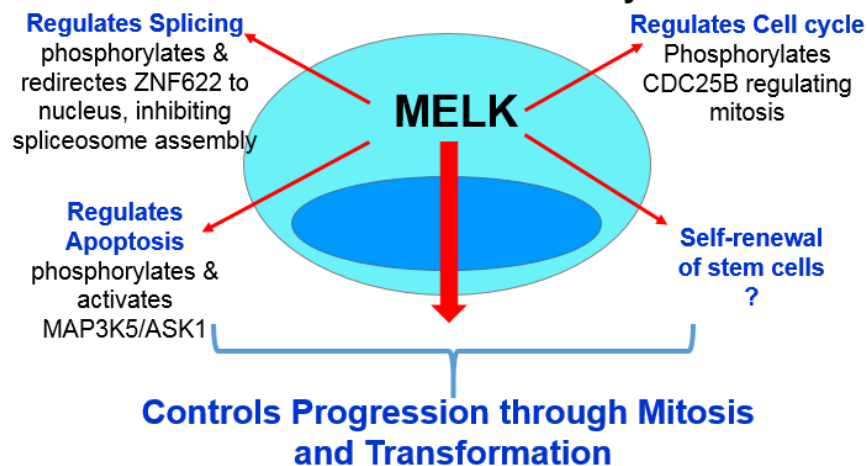 Regulates Splicing
phosphorylates &
redirectes ZNF622 to
nucleus, inhibiting
spliceosome assembly
Regulates Cell cycle
Phosphorylates
CDC25B regulating
mitosis
MELK
Regulates
Apoptosis
phosphorylates &
activates
MAP3K5/ASK1
Self-renewal
of stem cells
?
Controls Progression through Mitosis
and Transformation